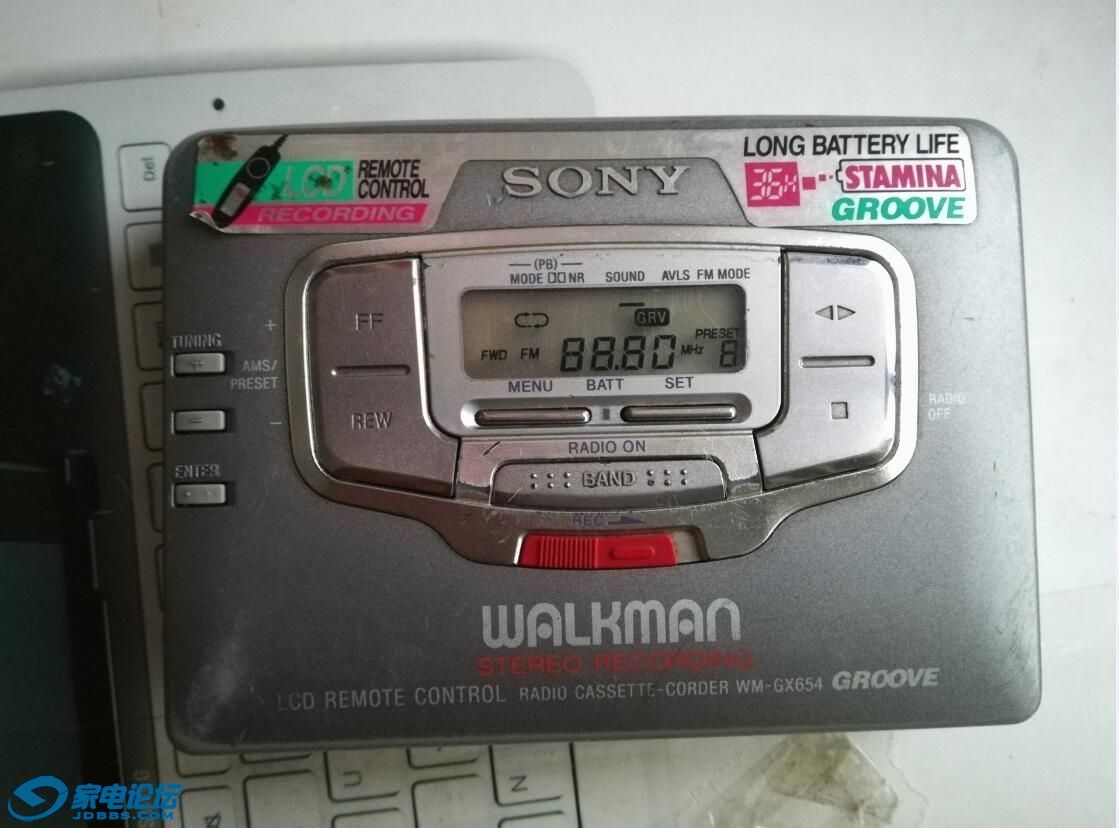 Del
LCD REMOTE CONTROL
RECORDING
SONY
LONG BATTERY LIFE
36H STAMINA
GROOVE
(PB)
MODE NR SOUND AVLS FM MODE
GRV
PRESET
FWD FM 88.80 MHz 8
MENU BATT SET
FF
REW
TUNING
+
+ AMS/
PRESET
- −
ENTER
RADIO
OFF
RADIO ON
BAND
REC
WALKMAN
STEREO RECORDING
LCD REMOTE CONTROL RADIO CASSETTE-CORDER WM-GX654 GROOVE
U
N
家电论坛
JDBBS.COM